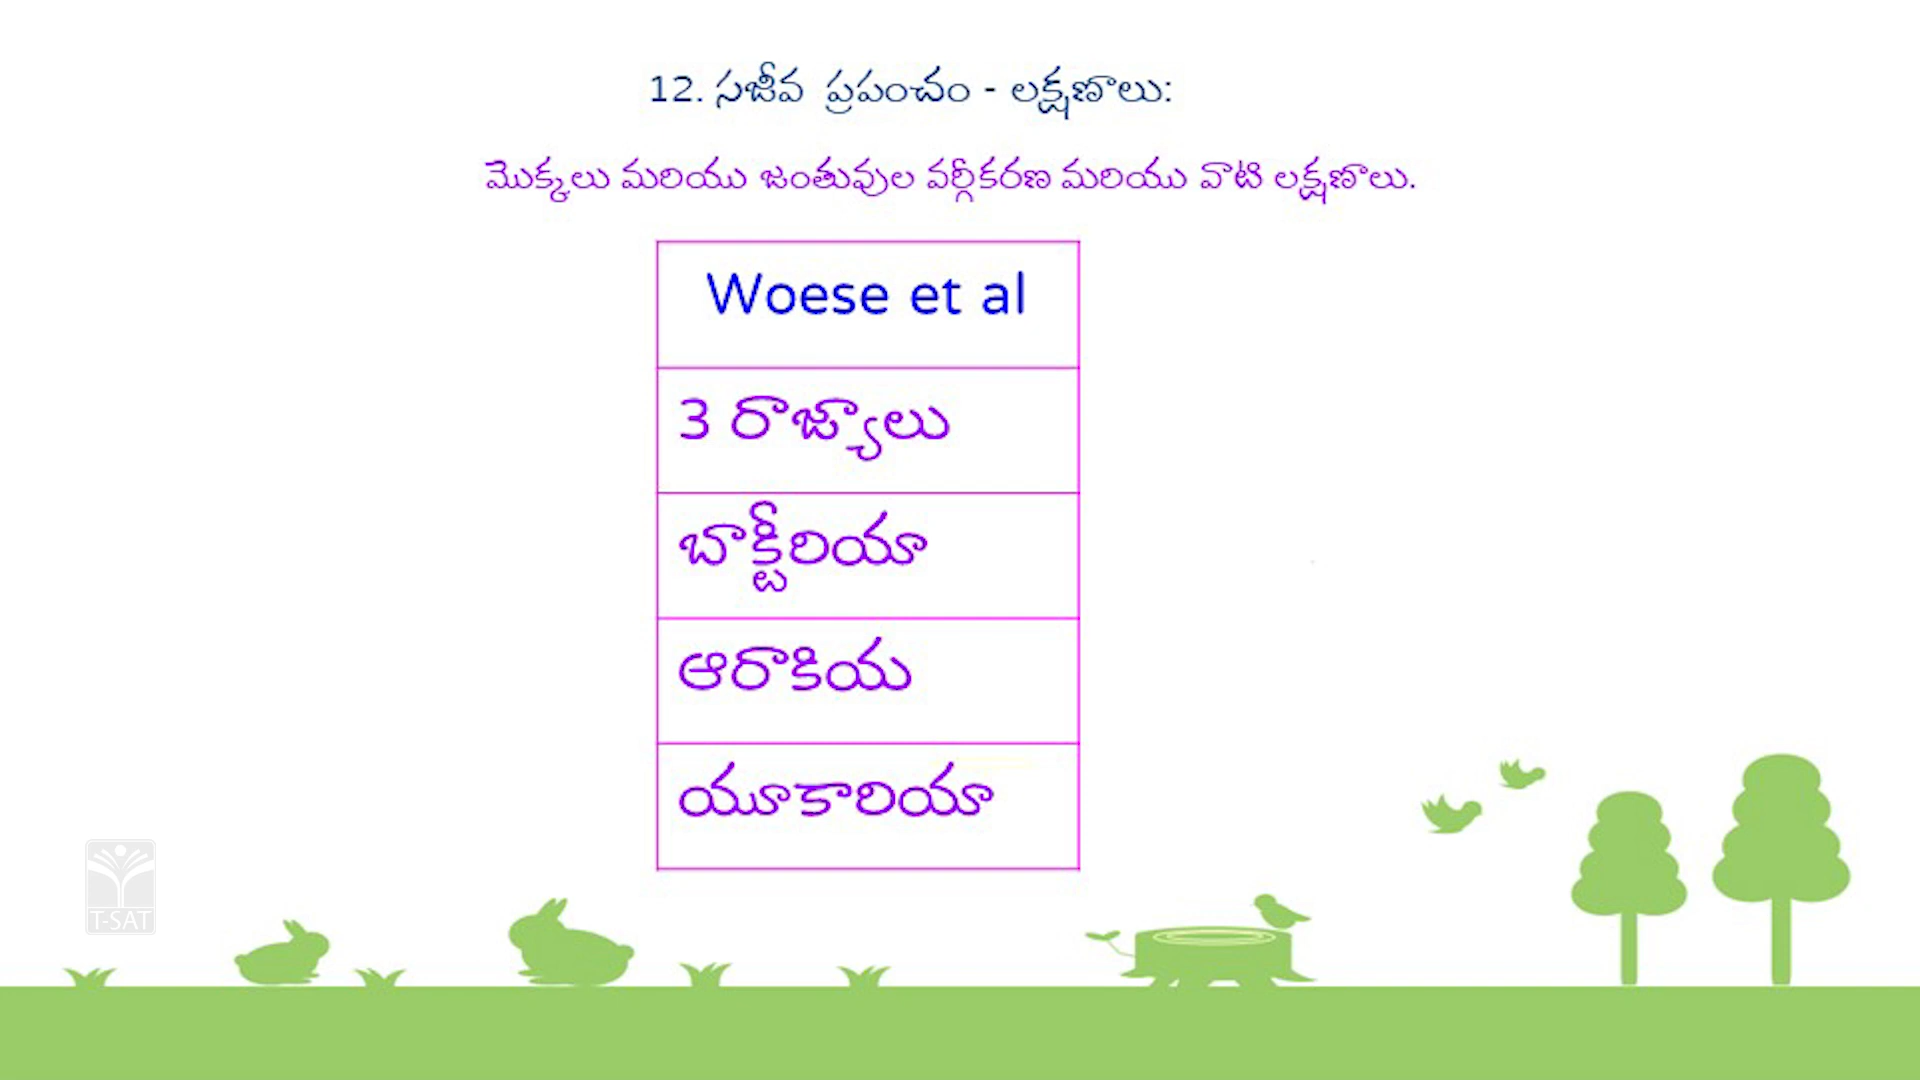 12. సజీవ ప్రపంచం - లక్షణాలు:
మొక్కలు మరియు జంతువుల వర్గీకరణ మరియు వాటి లక్షణాలు.
Woese et al
3 రాజ్యాలు
బాక్టీరియా
ఆరాకియ
యూకారియా
T-SAT